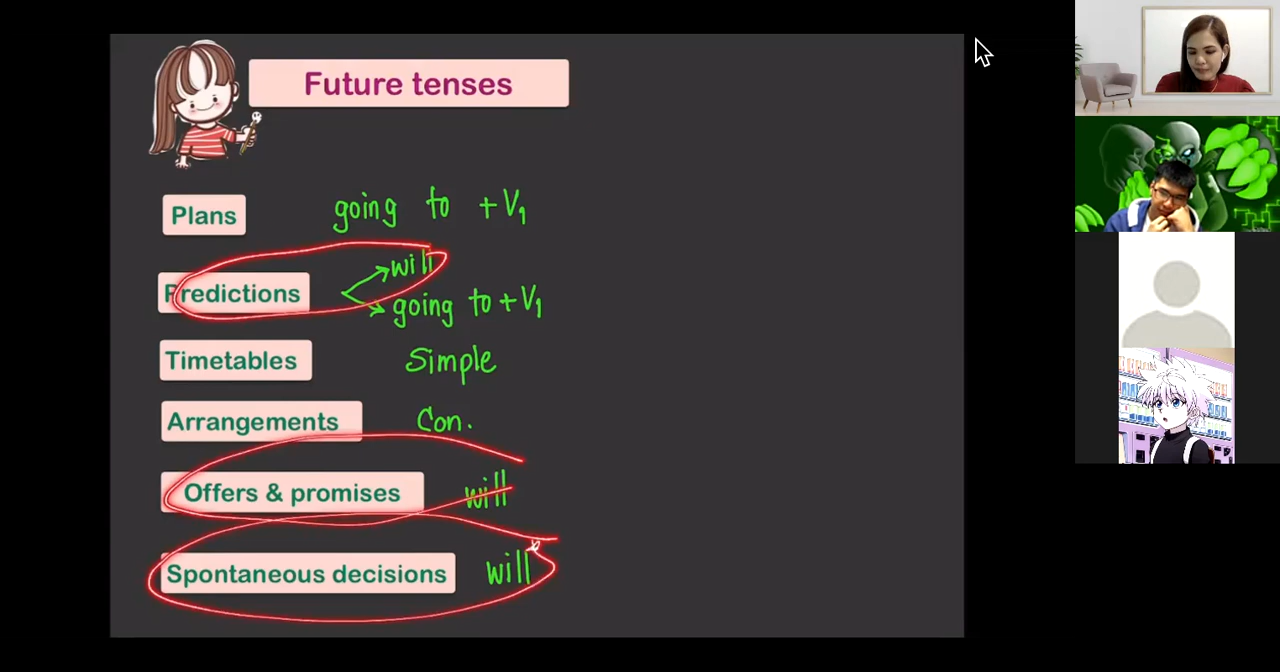 Future tenses
Plans going to + V1
Predictions will
going to + V1
Timetables Simple
Arrangements Con.
Offers & promises will
Spontaneous decisions will